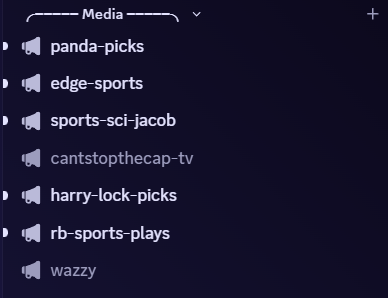 ╭──── Media ────╮
panda-picks
edge-sports
sports-sci-jacob
cantstopthecap-tv
harry-lock-picks
rb-sports-plays
wazzy